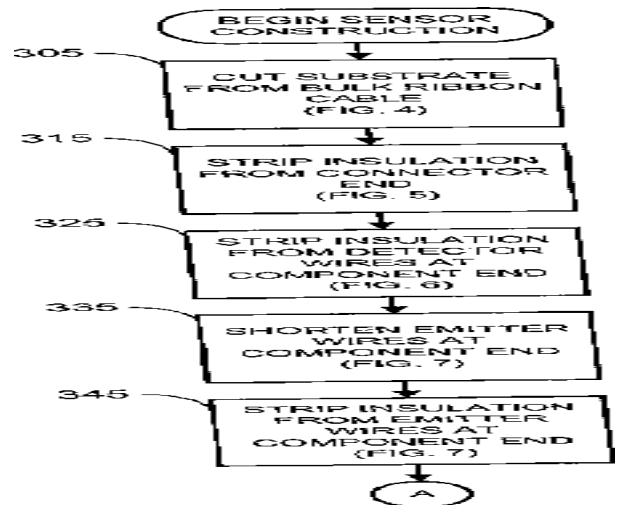 BEGIN SENSOR
CONSTRUCTION
305
CUT SUBSTRATE
FROM BULK RIBBON
CABLE
(FIG. 4)
315
STRIP INSULATION
FROM CONNECTOR
END
(FIG. 5)
325
STRIP INSULATION
FROM DETECTOR
WIRES AT
COMPONENT END
(FIG. 6)
335
SHORTEN EMITTER
WIRES AT
COMPONENT END
(FIG. 7)
345
STRIP INSULATION
FROM EMITTER
WIRES AT
COMPONENT END
(FIG. 7)
A